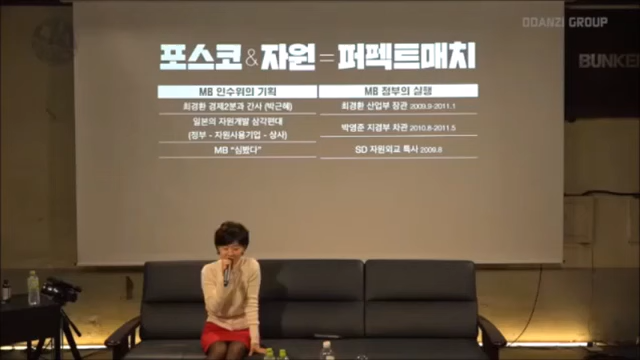 DDANZI GROUP
포스코 & 자원 = 퍼펙트매치
MB 인수위의 기획
MB 정부의 실행
최경환 경제2분과 간사 (박근혜)
최경환 산업부 장관 2009.9-2011.1
일본의 자원개발 삼각편대
(정부 - 자원사용기업 - 상사)
박영준 지경부 차관 2010.8-2011.5
MB "심봤다"
SD 자원외교 특사 2009.8
BUNKER